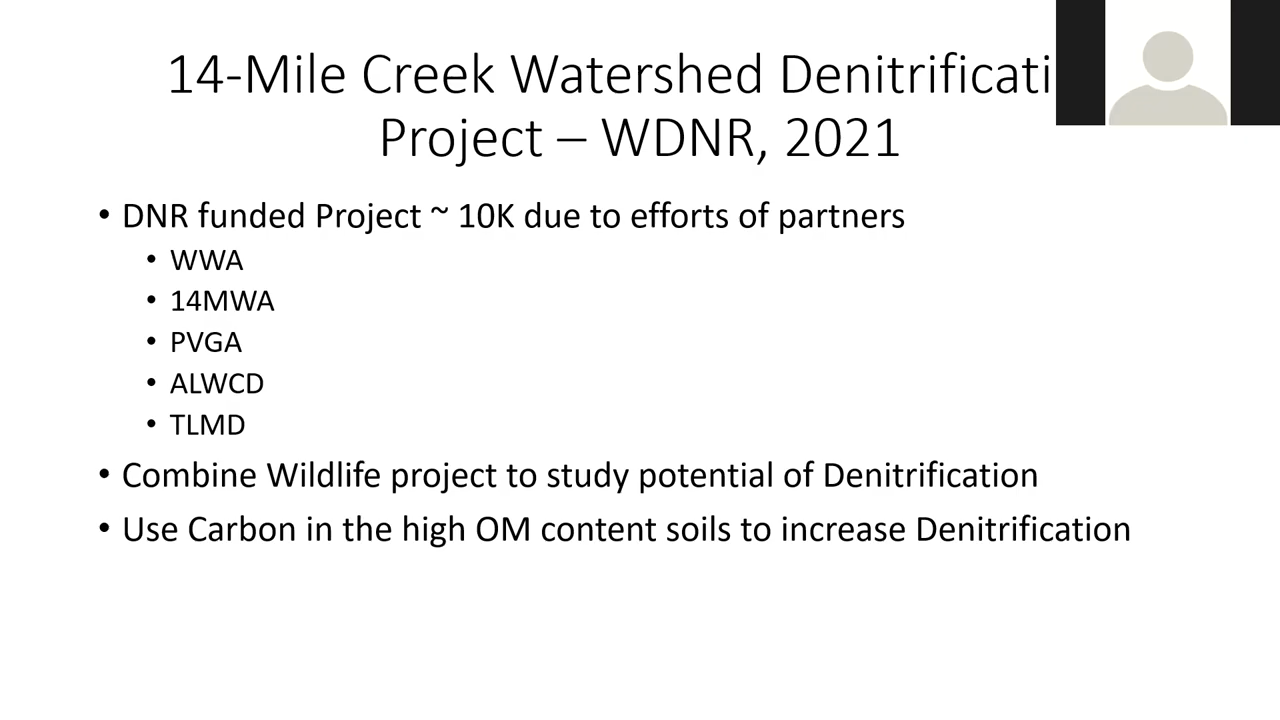 14-Mile Creek Watershed Denitrificati
Project – WDNR, 2021
• DNR funded Project ~ 10K due to efforts of partners
• WWA
• 14MWA
• PVGA
• ALWCD
• TLMD
• Combine Wildlife project to study potential of Denitrification
• Use Carbon in the high OM content soils to increase Denitrification